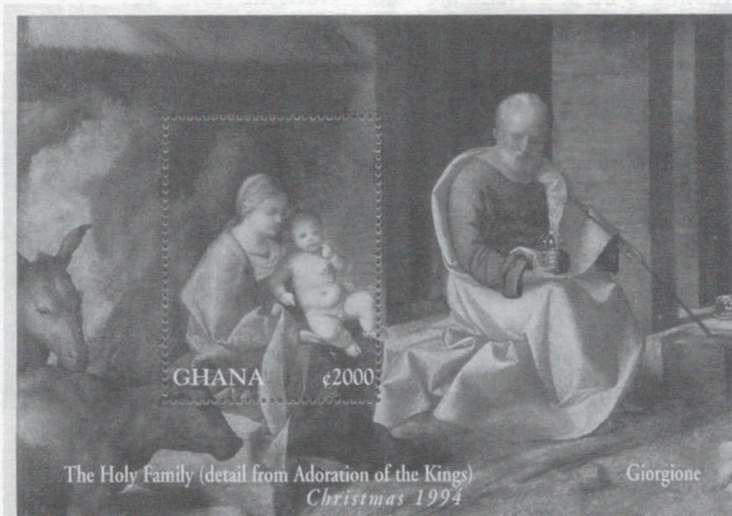 GHANA ¢2000
The Holy Family (detail from Adoration of the Kings) Giorgione
Christmas 1994